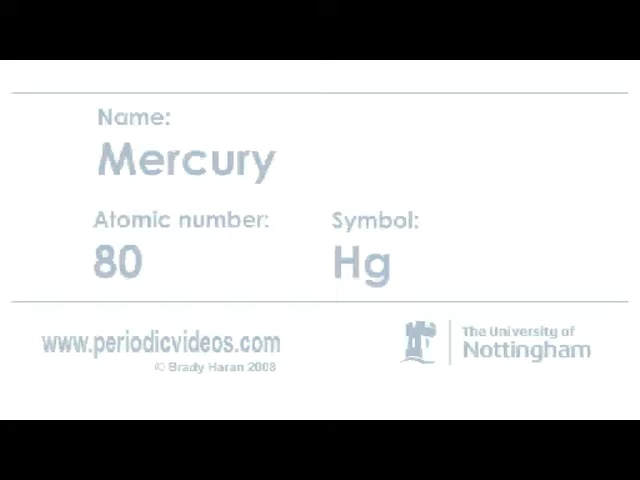 Name:
Mercury
Atomic number:
80
Symbol:
Hg
www.periodicvideos.com
© Brady Haran 2008
The University of
Nottingham